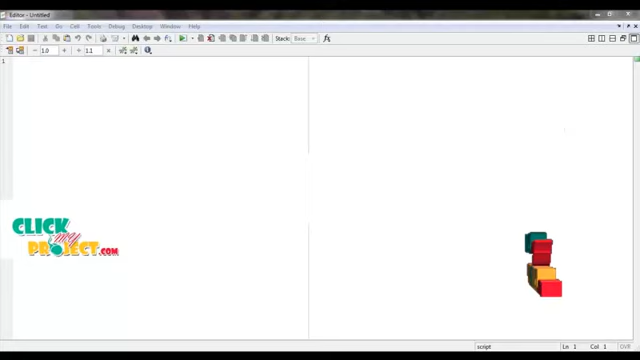 Editor - Untitled
File Edit Text Go Cell Tools Debug Desktop Window Help
Stack: Base fx
− 1.0 + ÷ 1.1 ×
1
CLICK
my
PROJECT.COM
script Ln 1 Col 1 OVR